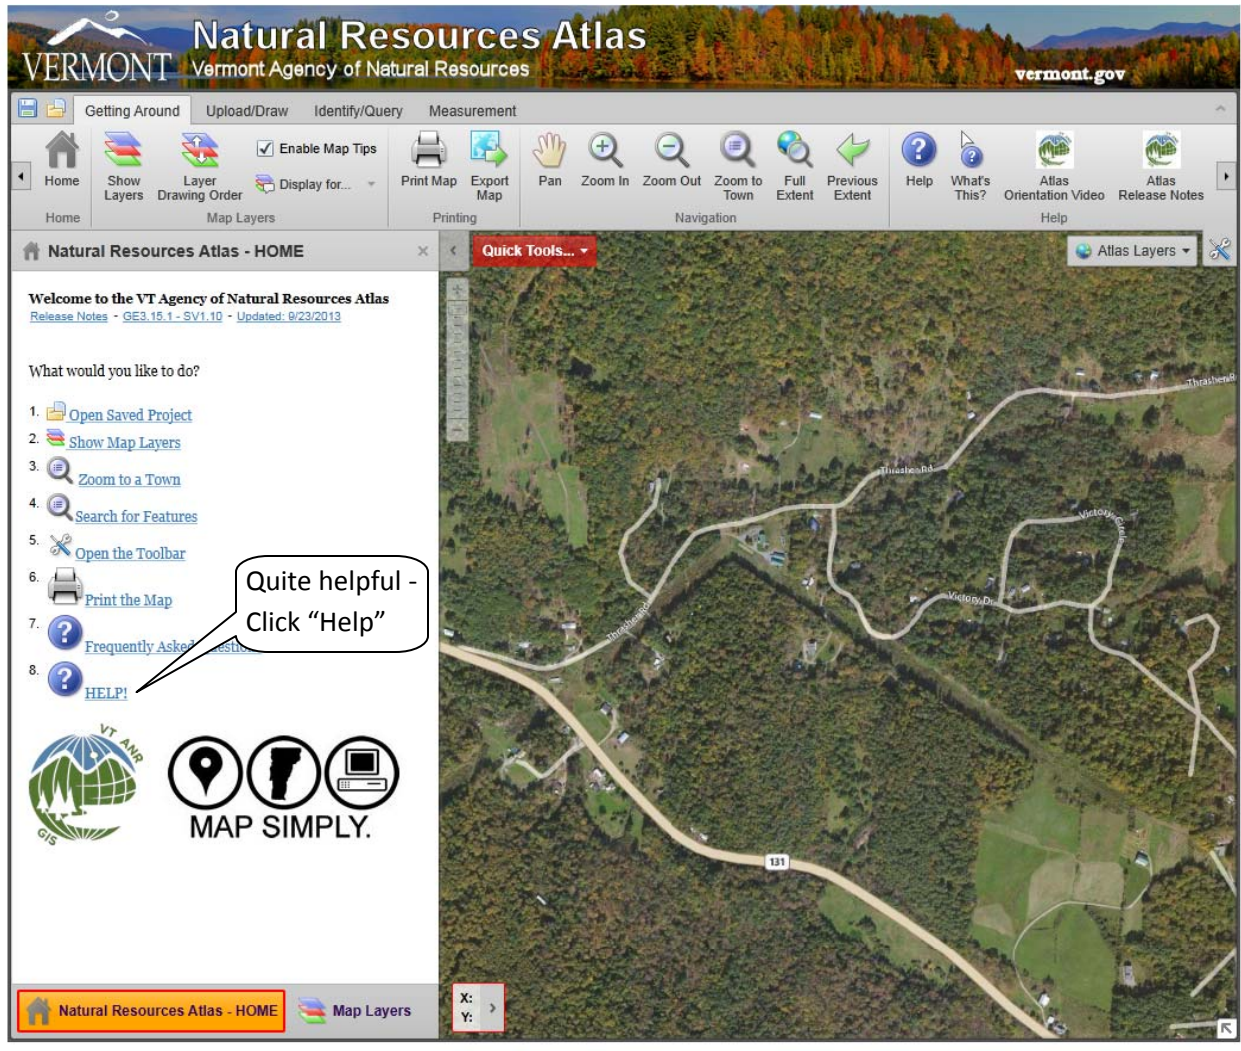 VERMONT
Natural Resources Atlas
Vermont Agency of Natural Resources
vermont.gov
Getting Around
Upload/Draw
Identify/Query
Measurement
Home
Show
Layers
Layer
Drawing Order
Enable Map Tips
Display for...
Print Map
Export
Map
Pan
Zoom In
Zoom Out
Zoom to
Town
Full
Extent
Previous
Extent
Help
What's
This?
Atlas
Orientation Video
Atlas
Release Notes
Home
Map Layers
Printing
Navigation
Help
Natural Resources Atlas - HOME
Quick Tools...
Atlas Layers
Welcome to the VT Agency of Natural Resources Atlas
Release Notes - GE3.15.1 - SV1.10 - Updated: 9/23/2013
What would you like to do?
1. Open Saved Project
2. Show Map Layers
3. Zoom to a Town
4. Search for Features
5. Open the Toolbar
6. Print the Map
7. Frequently Asked
8. HELP!
Quite helpful -
Click "Help"
VT ANR
GIS
MAP SIMPLY.
Thrasher R
Thrasher Rd
Victory Circle
Victory Dr
Thrasher Rd
131
X:
Y:
Natural Resources Atlas - HOME
Map Layers